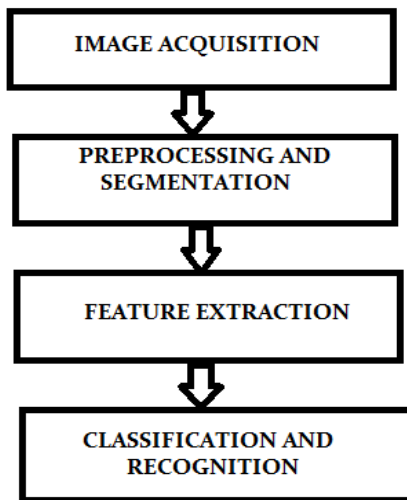 IMAGE ACQUISITION
PREPROCESSING AND
SEGMENTATION
FEATURE EXTRACTION
CLASSIFICATION AND
RECOGNITION